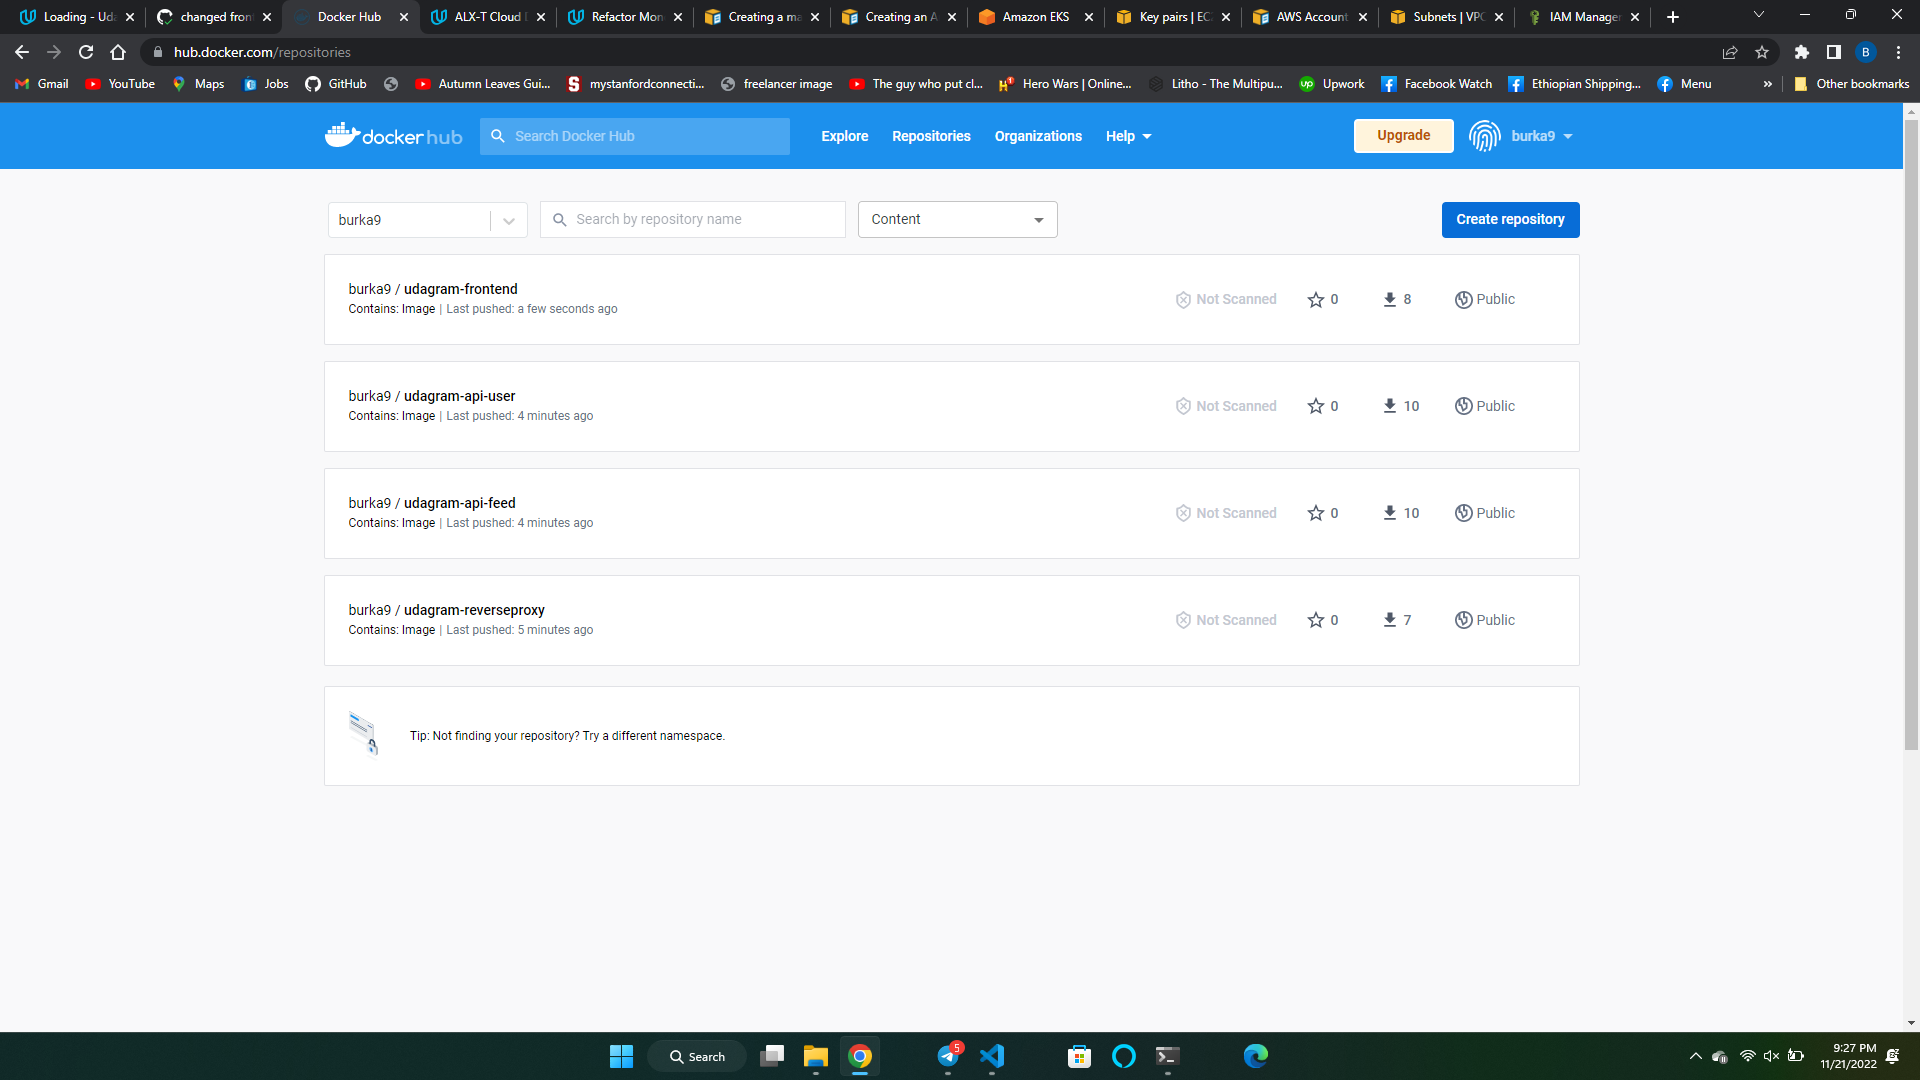 Loading - Uda
changed fron
Docker Hub
ALX-T Cloud
Refactor Mon
Creating a ma
Creating an A
Amazon EKS
Key pairs | EC
AWS Account
Subnets | VPC
IAM Manager
hub.docker.com/repositories
B
Gmail
YouTube
Maps
Jobs
GitHub
Autumn Leaves Gui...
mystanfordconnecti...
freelancer image
The guy who put cl...
Hero Wars | Online...
Litho - The Multipu...
Upwork
Facebook Watch
Ethiopian Shipping...
Menu
»
Other bookmarks
docker hub
Search Docker Hub
Explore
Repositories
Organizations
Help
Upgrade
burka9
burka9
Search by repository name
Content
Create repository
burka9 / udagram-frontend
Contains: Image | Last pushed: a few seconds ago
Not Scanned
0
8
Public
burka9 / udagram-api-user
Contains: Image | Last pushed: 4 minutes ago
Not Scanned
0
10
Public
burka9 / udagram-api-feed
Contains: Image | Last pushed: 4 minutes ago
Not Scanned
0
10
Public
burka9 / udagram-reverseproxy
Contains: Image | Last pushed: 5 minutes ago
Not Scanned
0
7
Public
Tip: Not finding your repository? Try a different namespace.
Search
5
9:27 PM
11/21/2022